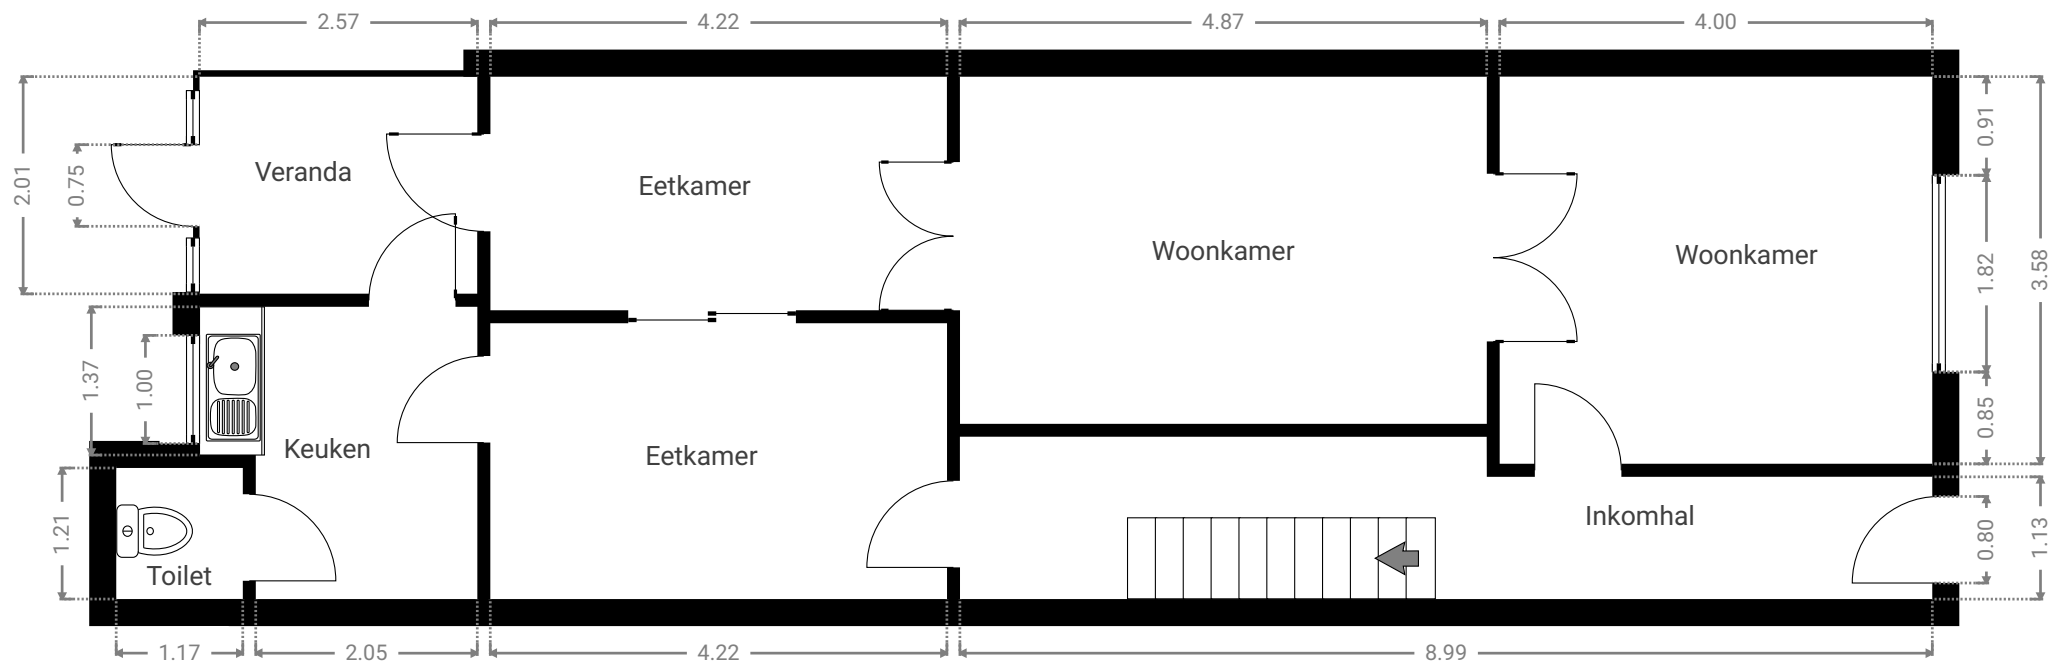 2.57
4.22
4.87
4.00
2.01
0.75
Veranda
Eetkamer
Woonkamer
Woonkamer
0.91
1.82
3.58
0.85
1.37
1.00
Keuken
Eetkamer
Inkomhal
1.21
Toilet
0.80
1.13
1.17
2.05
4.22
8.99